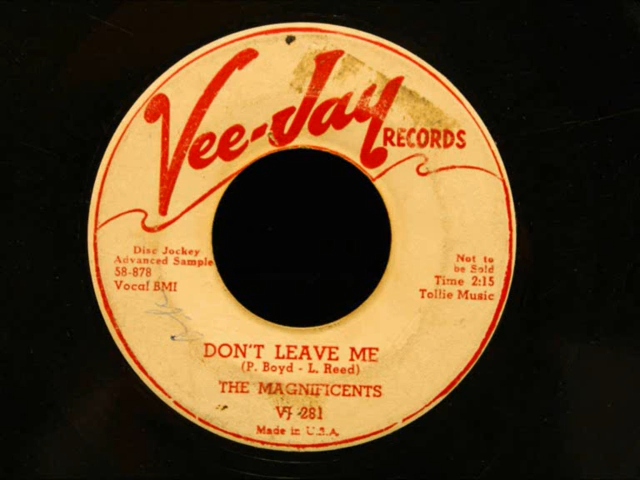 Vee-Jay
RECORDS
Disc Jockey
Advanced Sample
58-878
Vocal BMI
Not to
be Sold
Time 2:15
Tollie Music
DON'T LEAVE ME
(P. Boyd - L. Reed)
THE MAGNIFICENTS
VJ-281
Made in U.S.A.